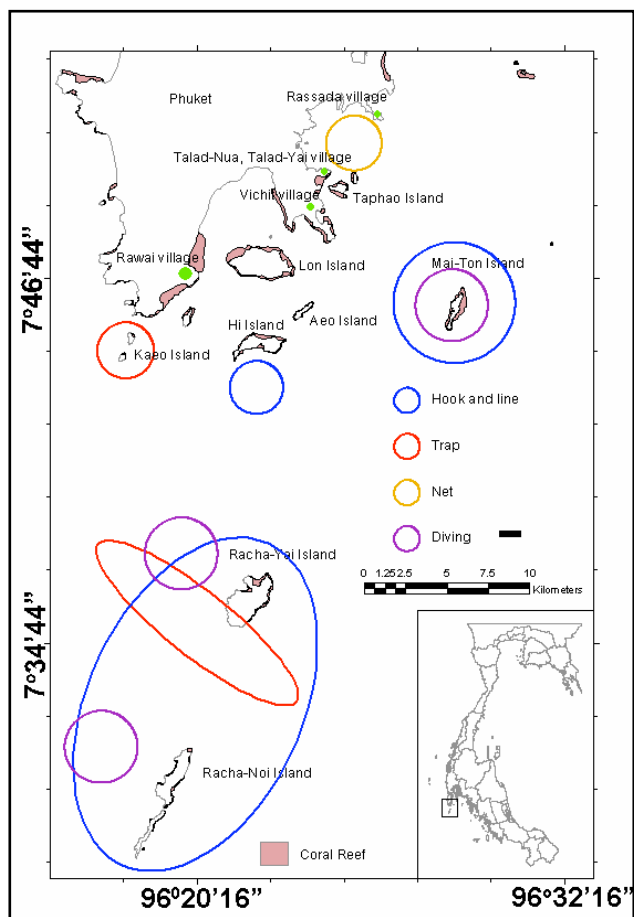 Phuket
Rassada village
Talad-Nua, Talad-Yai village
Vichit village
Taphao Island
Rawai village
Lon Island
Mai-Ton Island
7°46'44"
Aeo Island
Hi Island
Kaeo Island
Hook and line
Trap
Net
Diving
Racha-Yai Island
0 1.25 2.5 5 7.5 10
Kilometers
7°34'44"
Racha-Noi Island
Coral Reef
96°20'16"
96°32'16"